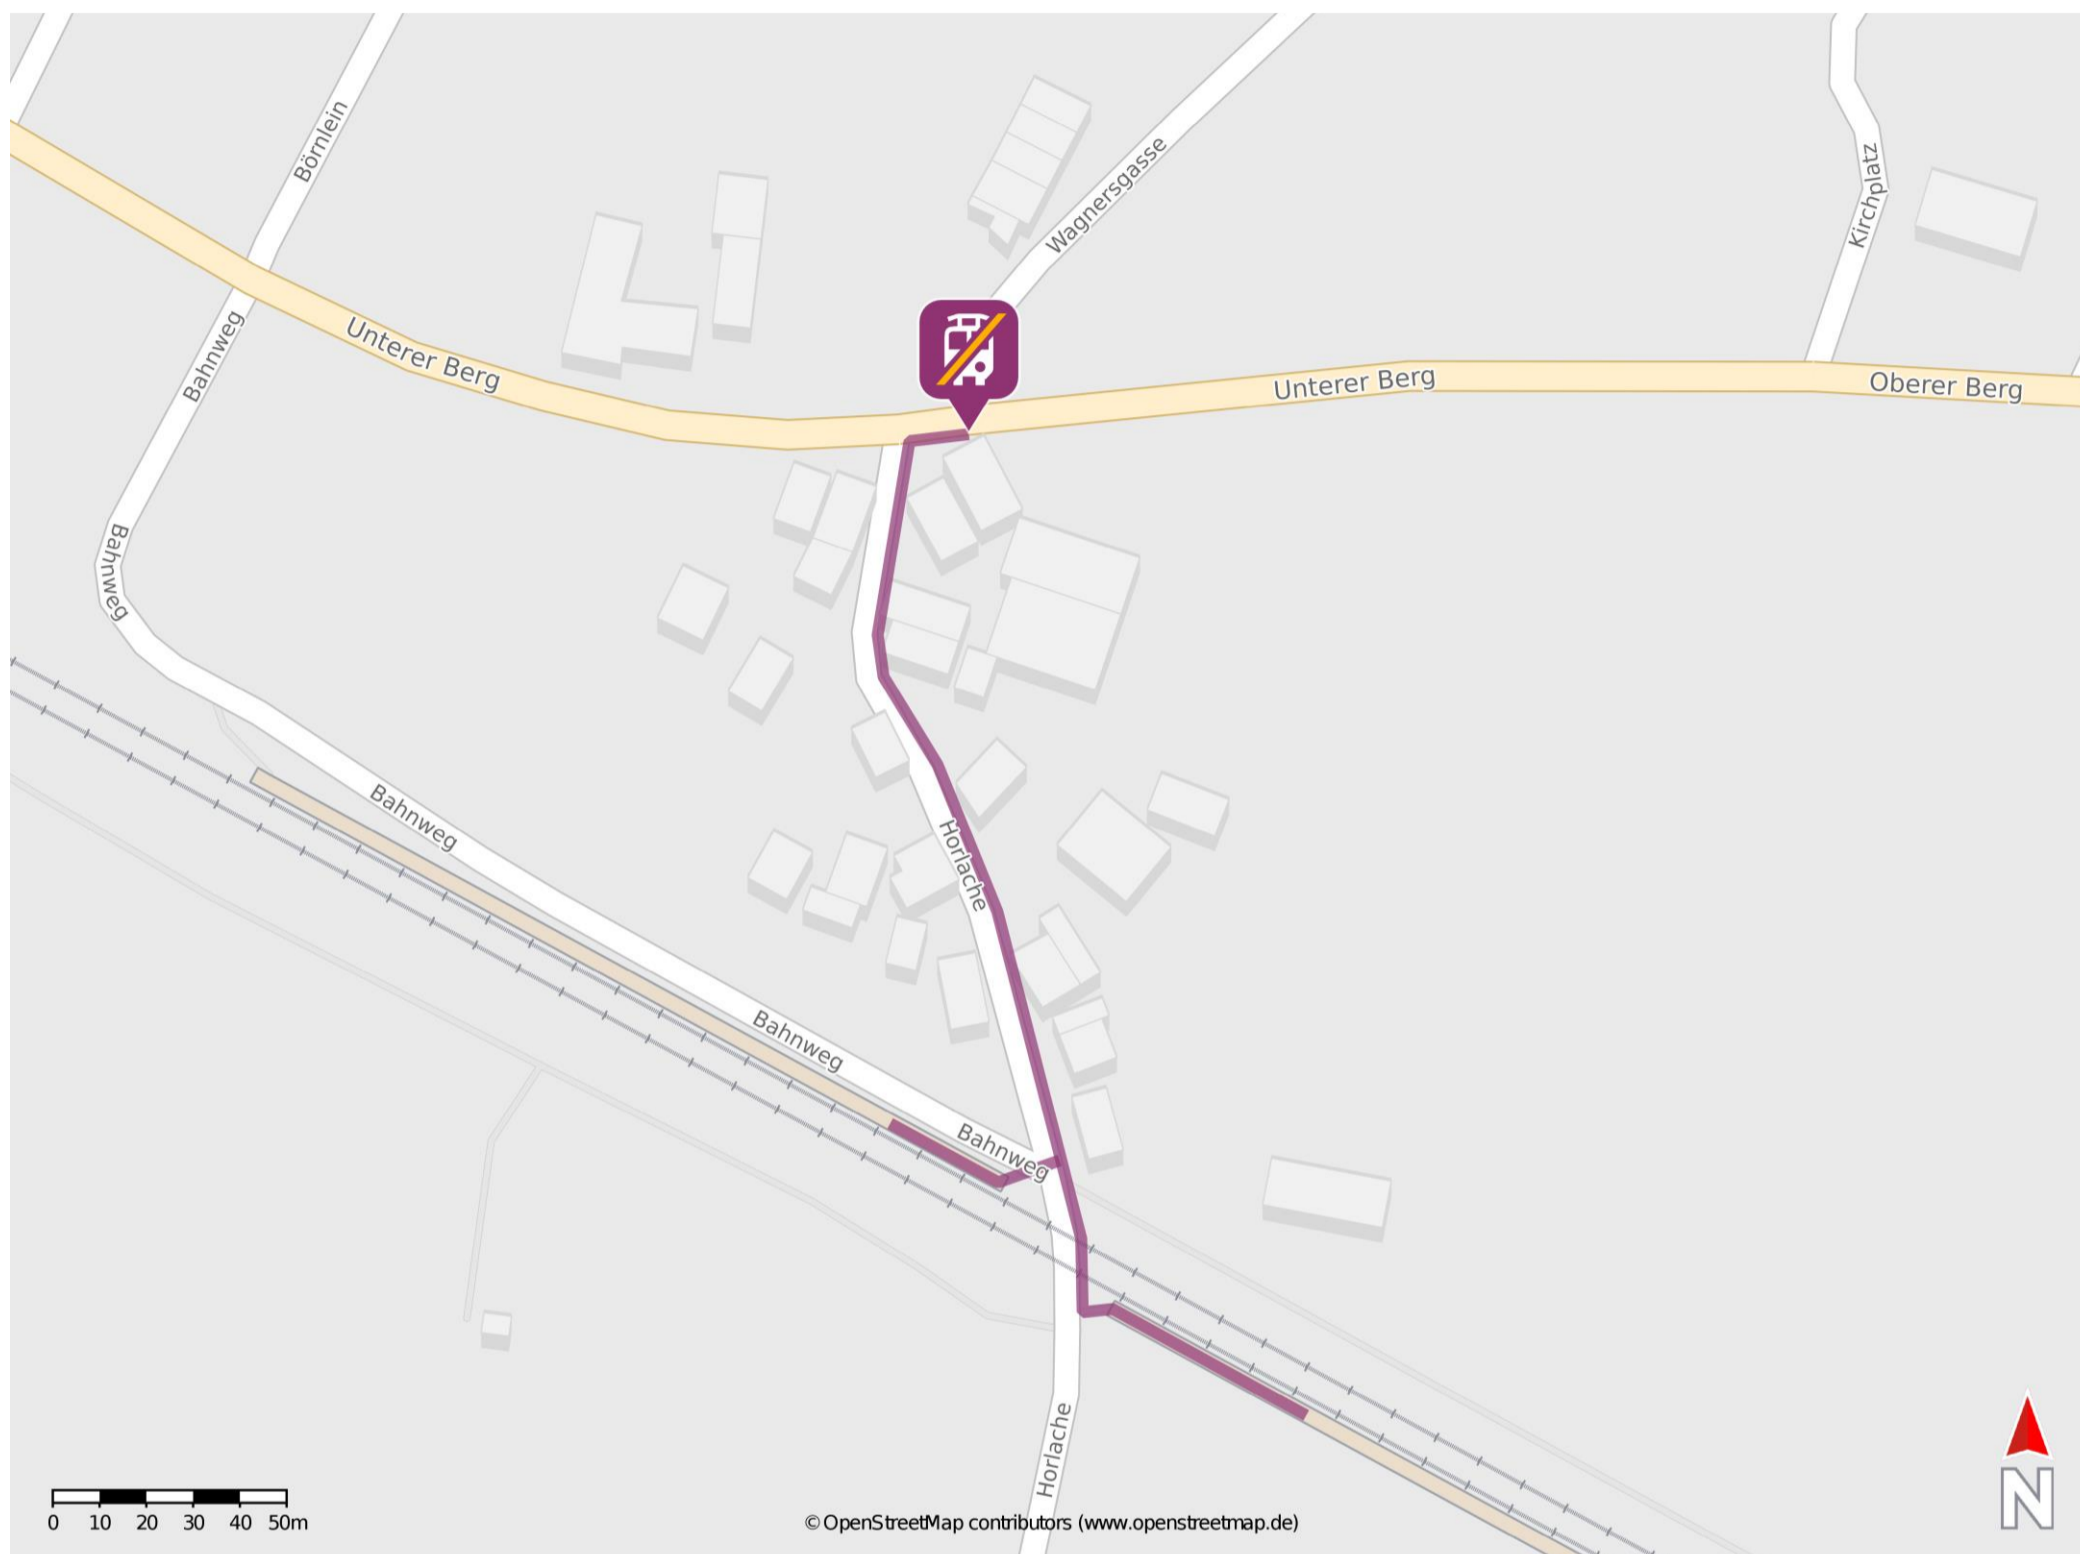 Börnlein
Wagnersgasse
Kirchplatz
Bahnweg
Unterer Berg
Unterer Berg
Oberer Berg
Bahnweg
Bahnweg
Horlache
Bahnweg
Bahnweg
Horlache
0 10 20 30 40 50m
© OpenStreetMap contributors (www.openstreetmap.de)
N